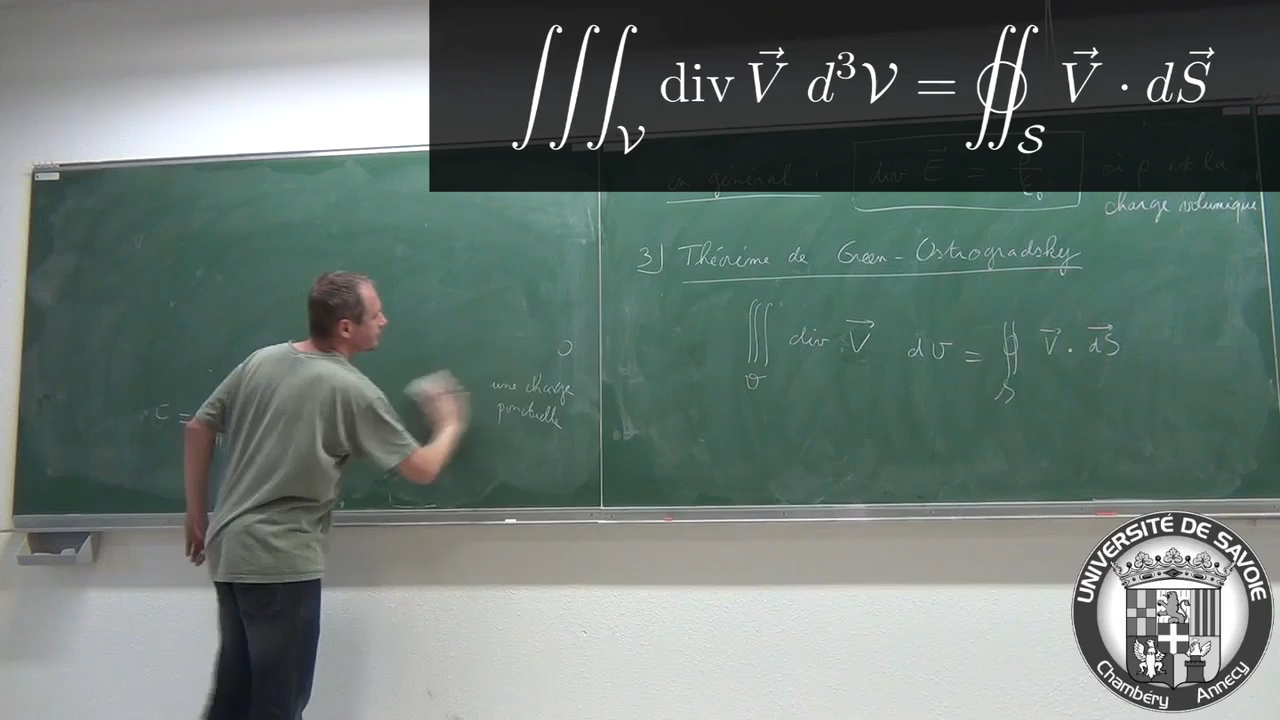 ∭_𝒱 div V⃗ d³𝒱 = ∯_𝒮 V⃗ · dS⃗
en général : div E⃗ = ρ/ε₀ où ρ est la
charge volumique
3) Théorème de Green-Ostrogradsky
∭_𝒱 div V⃗ d𝒱 = ∯_S V⃗ . dS⃗
O
une charge
ponctuelle
E =
UNIVERSITÉ DE SAVOIE
Chambéry Annecy